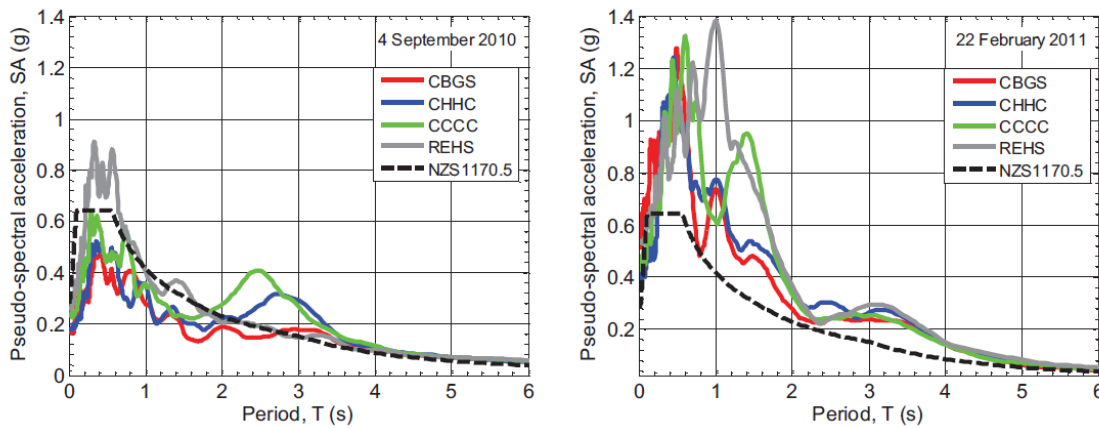 Pseudo-spectral acceleration, SA (g)
1.4
1.2
1
0.8
0.6
0.4
0.2
0
4 September 2010
CBGS
CHHC
CCCC
REHS
NZS1170.5
0 1 2 3 4 5 6
Period, T (s)
Pseudo-spectral acceleration, SA (g)
1.4
1.2
1
0.8
0.6
0.4
0.2
22 February 2011
CBGS
CHHC
CCCC
REHS
NZS1170.5
0 1 2 3 4 5 6
Period, T (s)